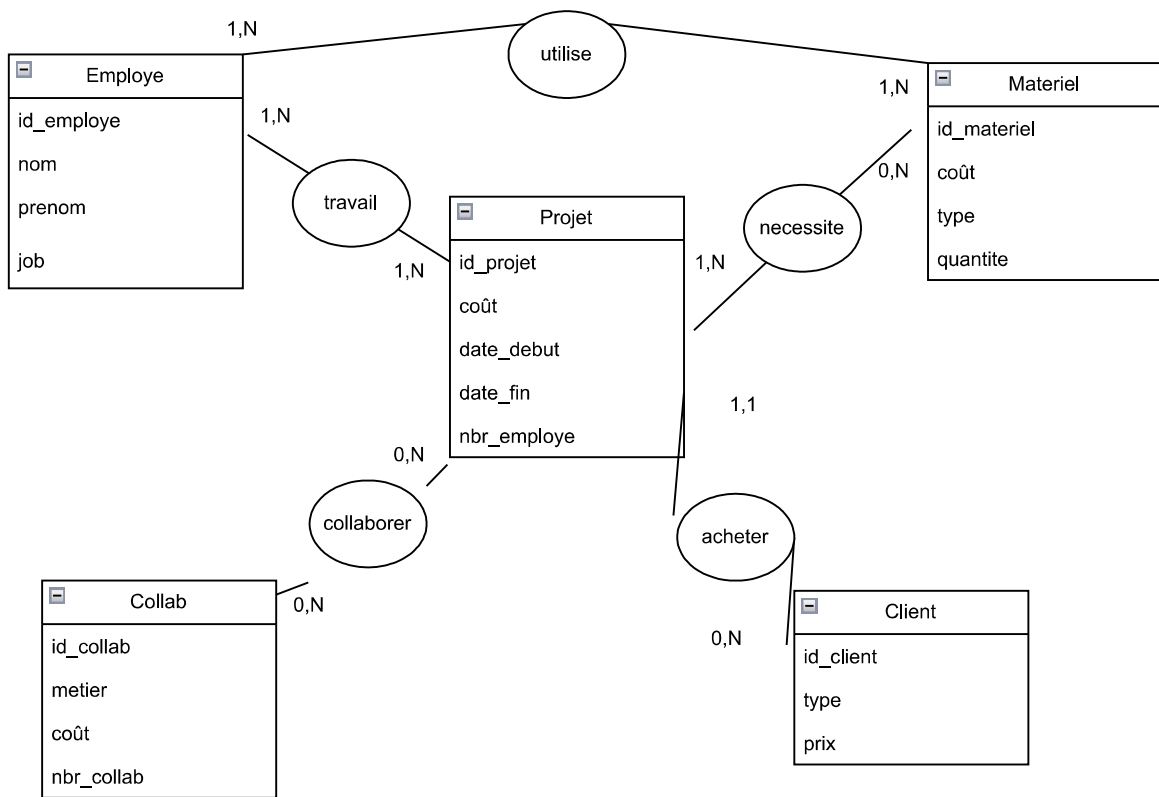 1,N
utilise
Employe
id_employe
nom
prenom
job
1,N
Materiel
id_materiel
coût
type
quantite
1,N
travail
1,N
0,N
necessite
1,N
Projet
id_projet
coût
date_debut
date_fin
nbr_employe
1,1
0,N
collaborer
0,N
acheter
0,N
Collab
id_collab
metier
coût
nbr_collab
Client
id_client
type
prix